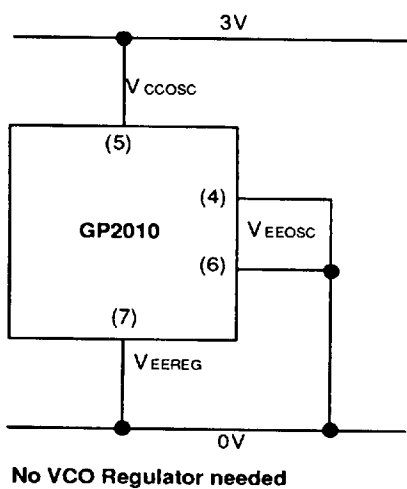 3V
VCCOSC
(5)
(4)
GP2010
VEEOSC
(6)
(7)
VEEREG
0V
No VCO Regulator needed